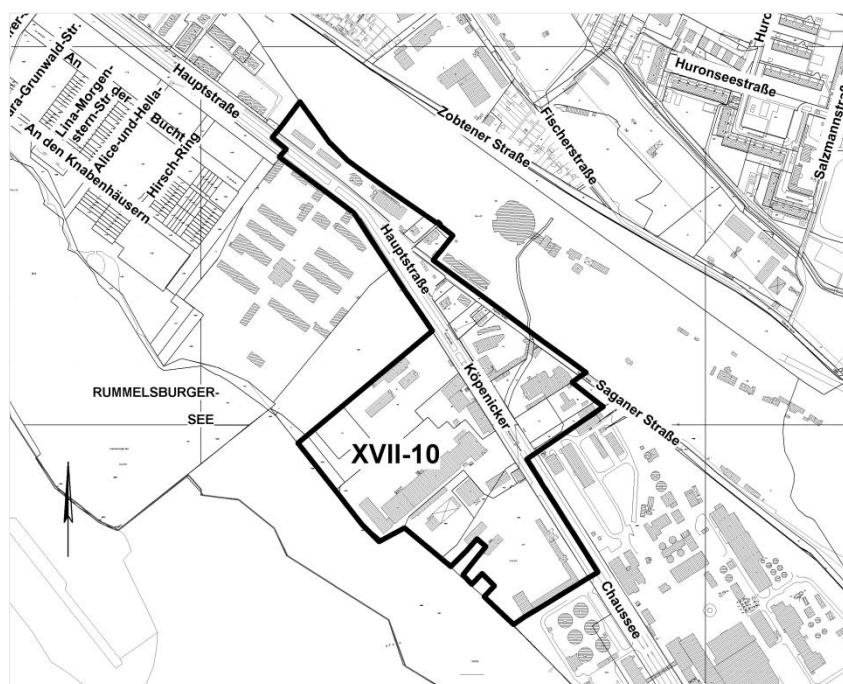 Hauptstraße
An
der
Bucht
Lina-Morgen-
stern-Str.
Alice-und-Hella-
Hirsch-Ring
An den Knabenhäusern
Huronseestraße
Salzmannstraße
Zobtener Straße
Fischerstraße
Hauptstraße
Köpenicker
Chaussee
Saganer Straße
RUMMELSBURGER-
SEE
XVII-10